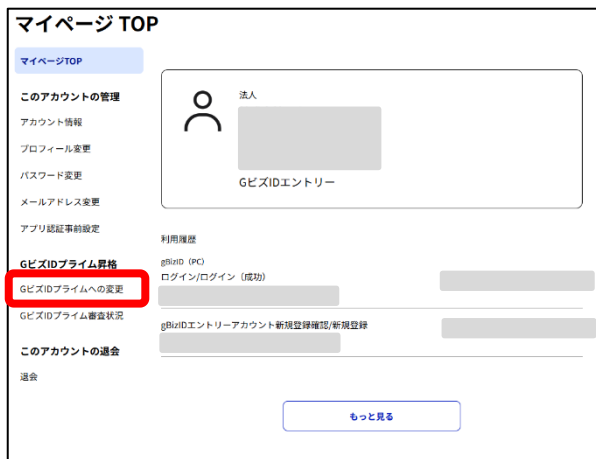 マイページ TOP
マイページTOP
このアカウントの管理
アカウント情報
プロフィール変更
パスワード変更
メールアドレス変更
アプリ認証事前設定
GビズIDプライム昇格
GビズIDプライムへの変更
GビズIDプライム審査状況
このアカウントの退会
退会
法人
GビズIDエントリー
利用履歴
gBizID（PC）
ログイン/ログイン（成功）
gBizIDエントリーアカウント新規登録確認/新規登録
もっと見る